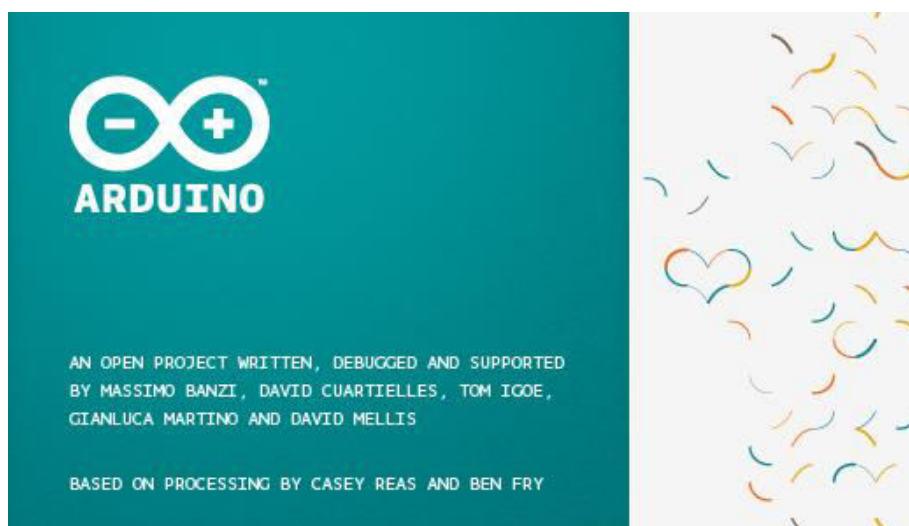 ARDUINO
AN OPEN PROJECT WRITTEN, DEBUGGED AND SUPPORTED
BY MASSIMO BANZI, DAVID CUARTIELLES, TOM IGOE,
GIANLUCA MARTINO AND DAVID MELLIS
BASED ON PROCESSING BY CASEY REAS AND BEN FRY